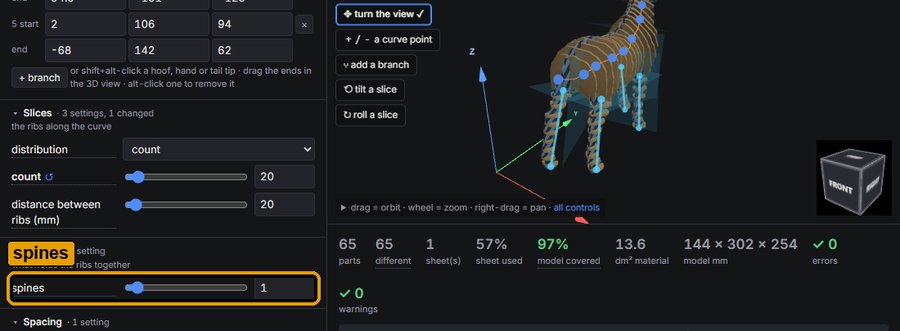 5 start 2 106 94 ×
end -68 142 62
+ branch or shift+alt-click a hoof, hand or tail tip · drag the ends in
the 3D view · alt-click one to remove it
Slices · 3 settings, 1 changed
the ribs along the curve
distribution count
count 20
distance between 20
ribs (mm)
spines
setting
what holds the ribs together
spines 1
Spacing · 1 setting
turn the view ✓
+ / - a curve point
add a branch
tilt a slice
roll a slice
Z
Y
FRONT
drag = orbit · wheel = zoom · right-drag = pan · all controls
65 65 1 57% 97% 13.6 144 × 302 × 254 ✓ 0
parts different sheet(s) sheet used model covered dm² material model mm errors
✓ 0
warnings